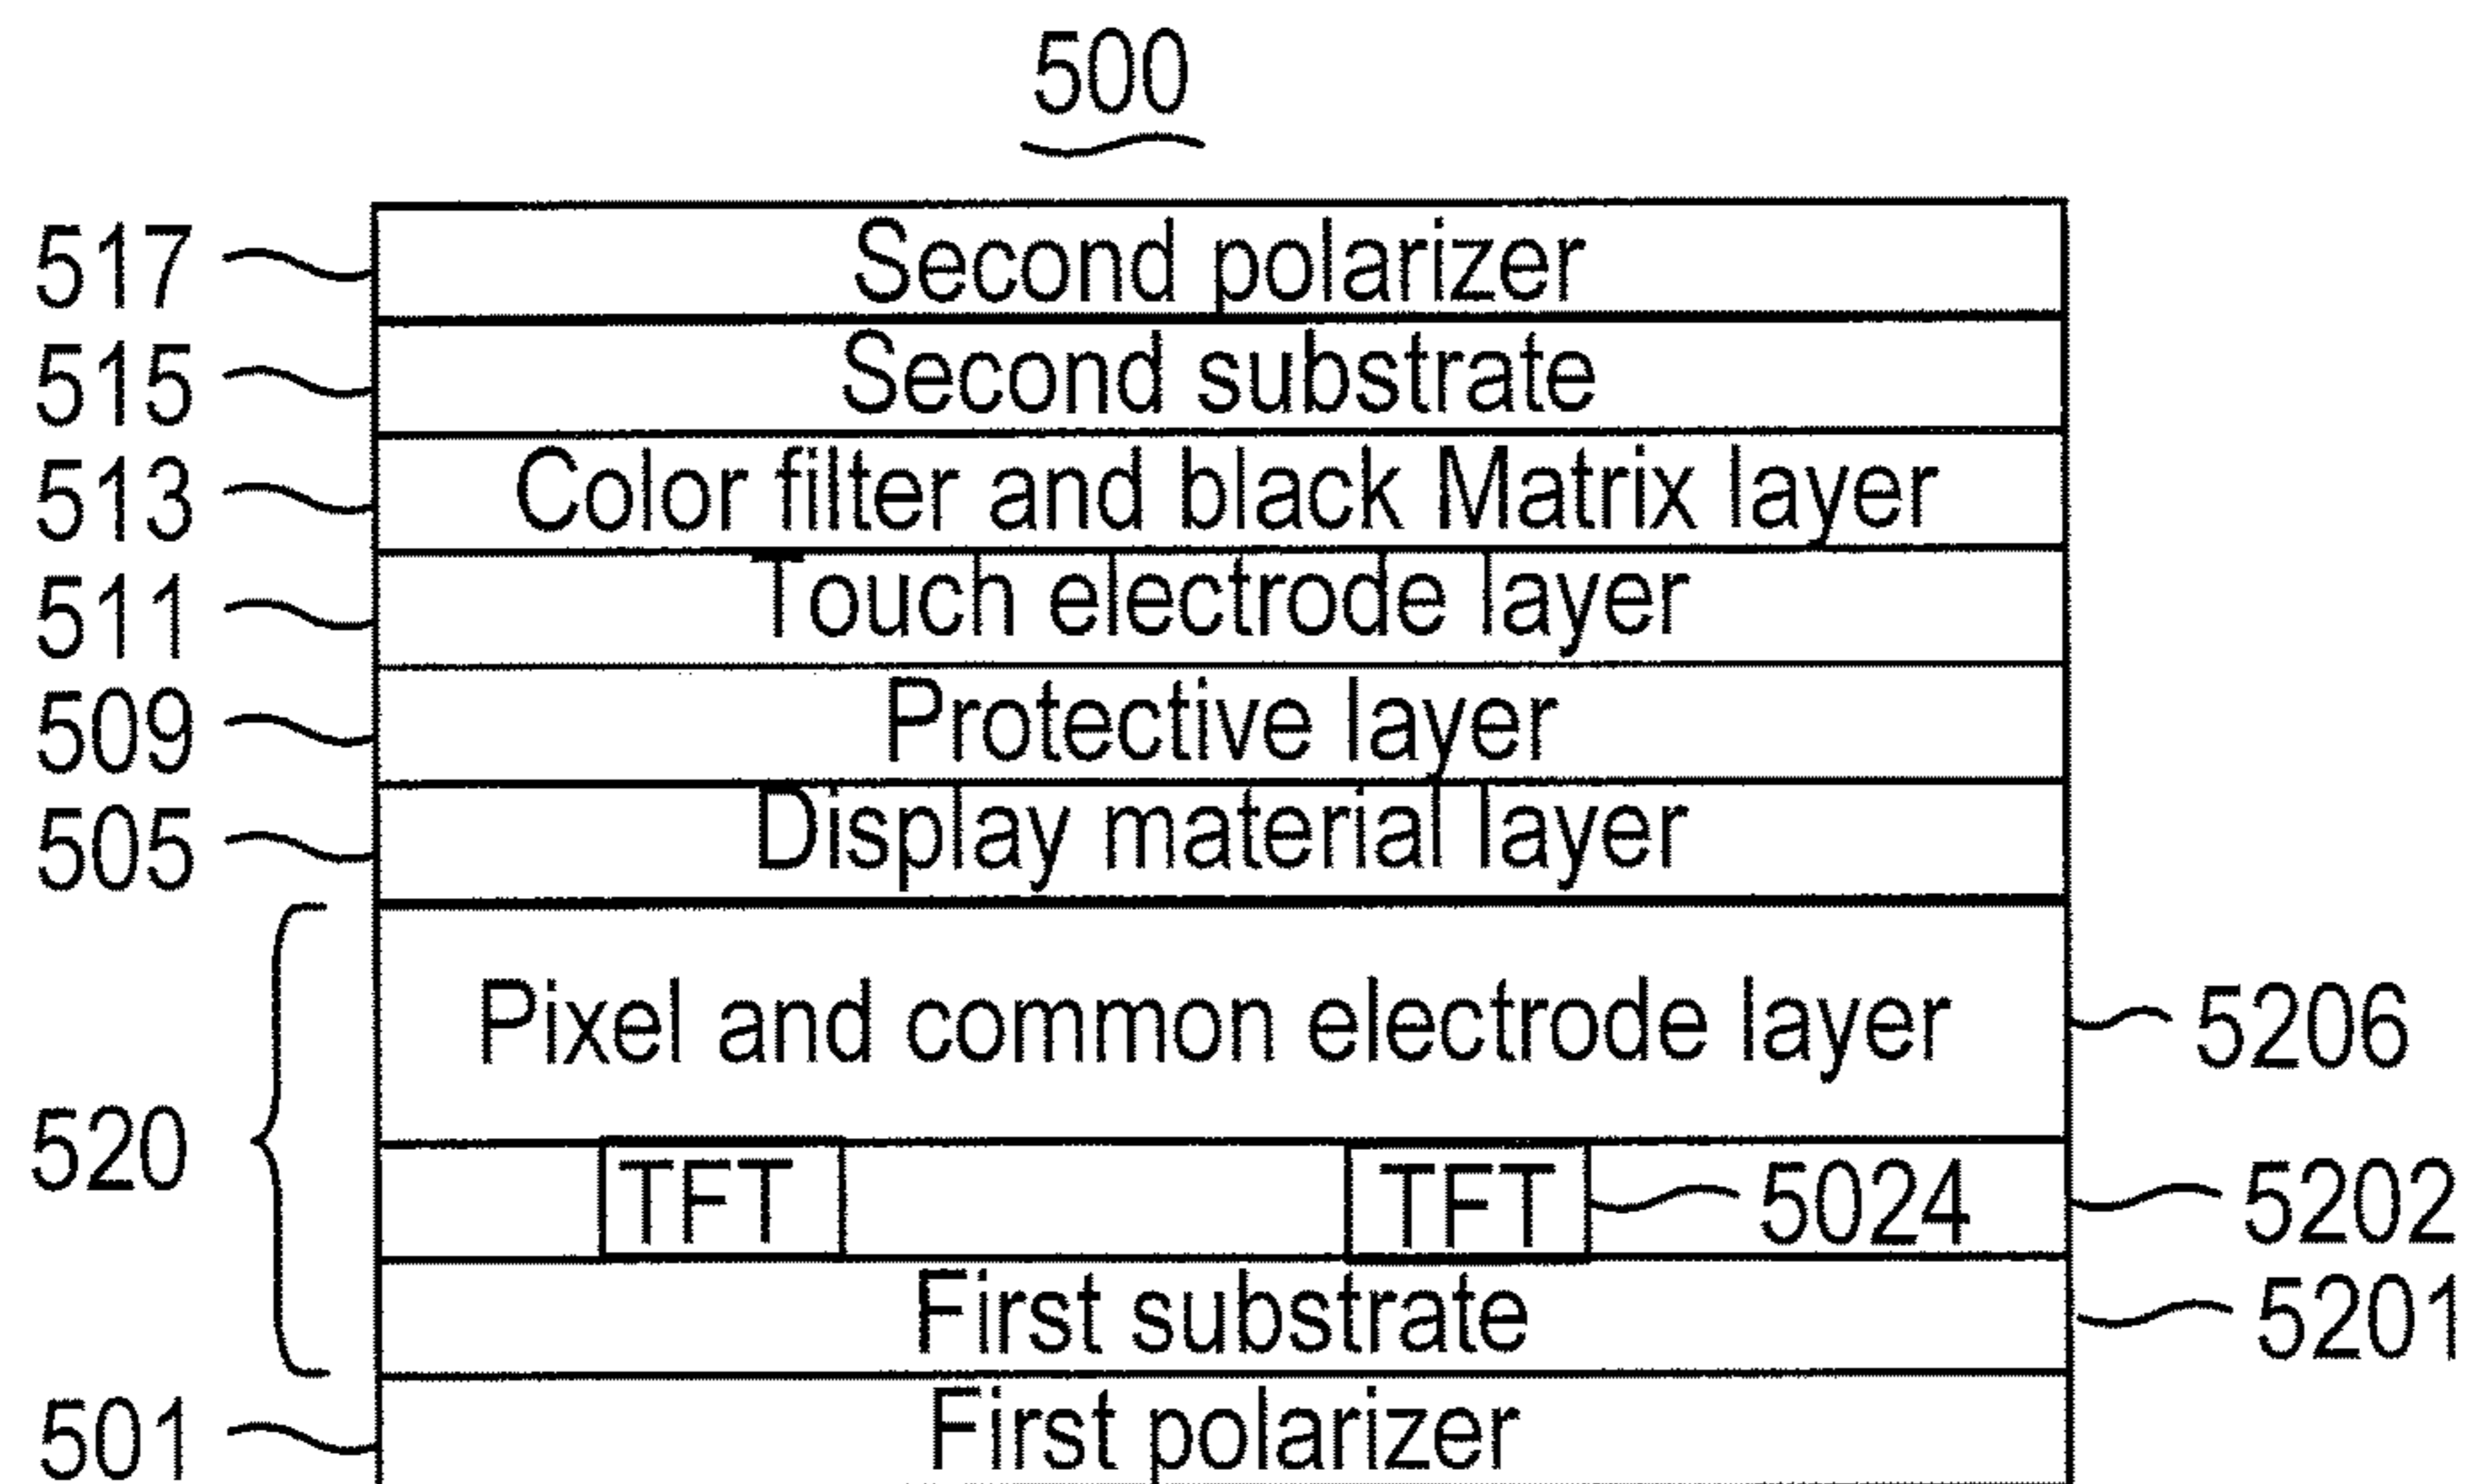 500
517 Second polarizer
515 Second substrate
513 Color filter and black Matrix layer
511 Touch electrode layer
509 Protective layer
505 Display material layer
Pixel and common electrode layer 5206
520
TFT TFT 5024 5202
First substrate 5201
501 First polarizer